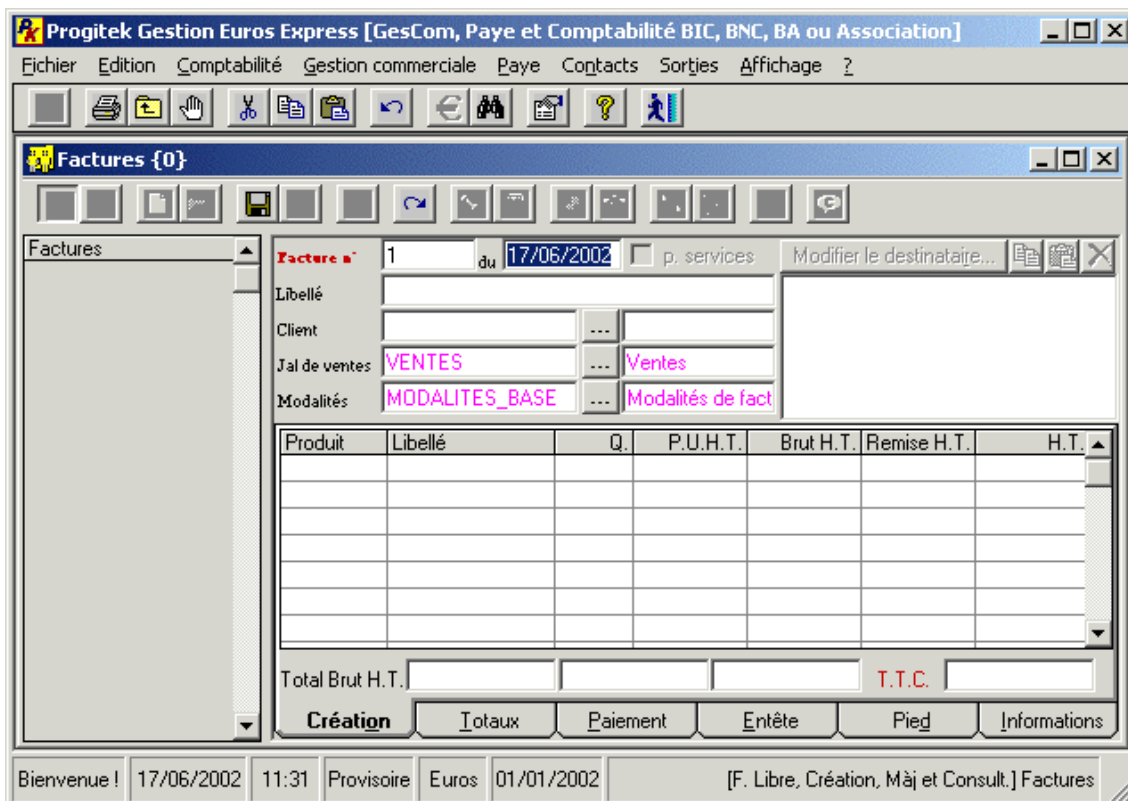 Progitek Gestion Euros Express [GesCom, Paye et Comptabilité BIC, BNC, BA ou Association]
Fichier Edition Comptabilité Gestion commerciale Paye Contacts Sorties Affichage ?
Factures {0}
Factures
Facture n° 1 du 17/06/2002 p. services Modifier le destinataire...
Libellé
Client ...
Jal de ventes VENTES ... Ventes
Modalités MODALITES_BASE ... Modalités de fact
Produit Libellé Q. P.U.H.T. Brut H.T. Remise H.T. H.T.
Total Brut H.T. T.T.C.
Création Totaux Paiement Entête Pied Informations
Bienvenue ! 17/06/2002 11:31 Provisoire Euros 01/01/2002 [F. Libre, Création, Màj et Consult.] Factures